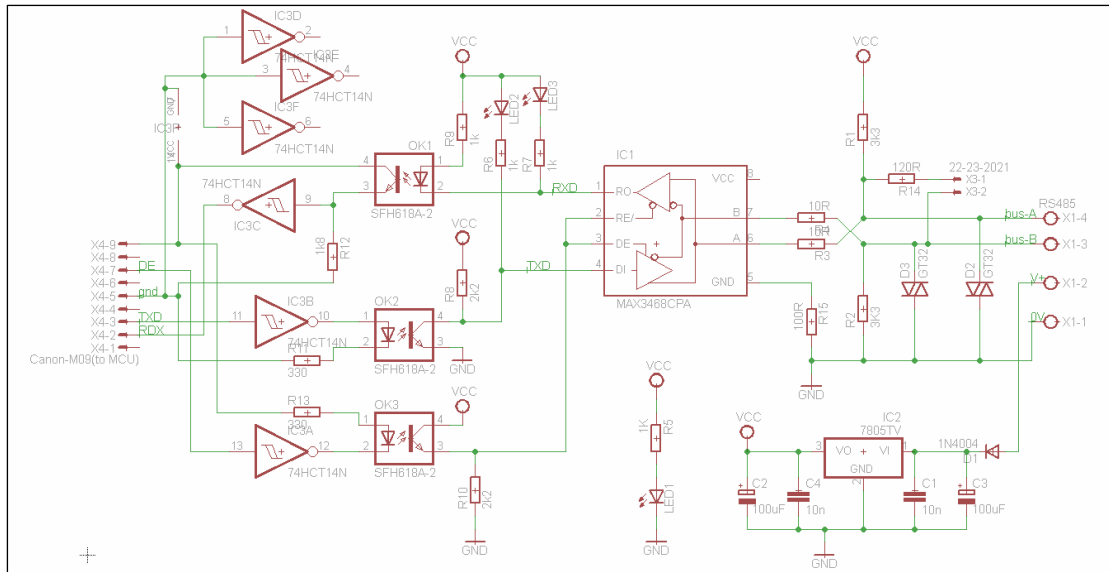 IC3D
1
2
74HCT14N
IC3E
3
4
74HCT14N
IC3F
5
6
74HCT14N
GND
7
IC3P
VCC
14
74HCT14N
8
9
IC3C
1k8
R12
OK1
4
3
1
2
SFH618A-2
VCC
R9
1k
LED2
LED3
R6
1k
R7
1k
RXD
IC1
1
RO
2
RE/
3
DE
4
DI
VCC
8
B
7
A
6
GND
5
MAX3468CPA
VCC
R1
3K3
120R
R14
22-23-2021
X3-1
X3-2
10R
R4
10R
R3
RS485
bus-A
X1-4
bus-B
X1-3
V+
X1-2
0V
X1-1
D3
GT32
D2
GT32
R2
3K3
100R
R15
GND
X4-9
X4-8
X4-7
DE
X4-6
X4-5
gnd
X4-4
X4-3
TXD
X4-2
RDX
X4-1
Canon-M09(to MCU)
IC3B
11
10
74HCT14N
R11
330
OK2
1
2
4
3
SFH618A-2
VCC
R8
2k2
GND
TXD
R13
330
IC3A
13
12
74HCT14N
OK3
1
2
4
3
SFH618A-2
VCC
R10
2k2
GND
VCC
1K
R5
LED1
GND
VCC
IC2
7805TV
3
VO
VI
1
GND
2
1N4004
D1
C2
100uF
C4
10n
C1
10n
C3
100uF
GND